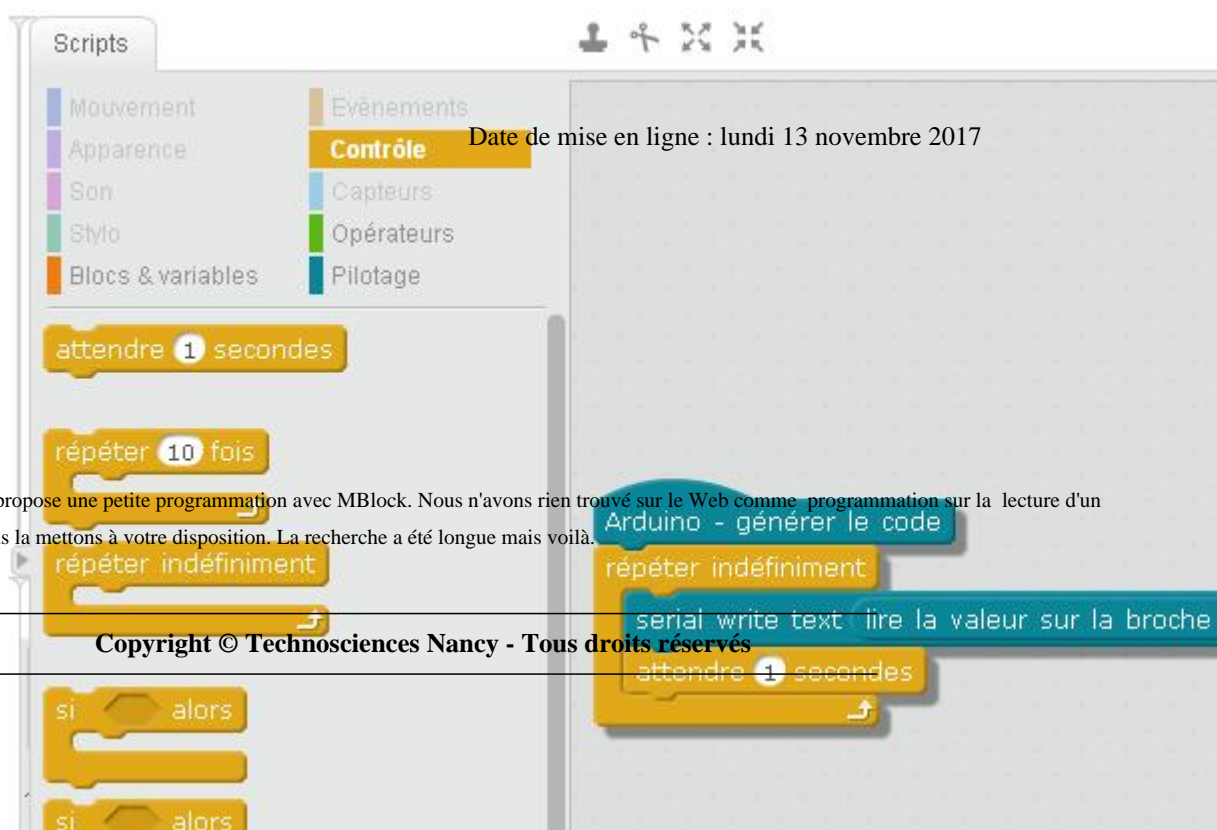 Scripts
Mouvement
Evènements
Apparence
Contrôle
Son
Capteurs
Stylo
Opérateurs
Blocs & variables
Pilotage
Date de mise en ligne : lundi 13 novembre 2017
attendre 1 secondes
répéter 10 fois
propose une petite programmation avec MBlock. Nous n'avons rien trouvé sur le Web comme programmation sur la lecture d'un
la mettons à votre disposition. La recherche a été longue mais voilà.
répéter indéfiniment
Copyright © Technosciences Nancy - Tous droits réservés
si alors
si alors
Arduino - générer le code
répéter indéfiniment
serial write text lire la valeur sur la broche
attendre 1 secondes